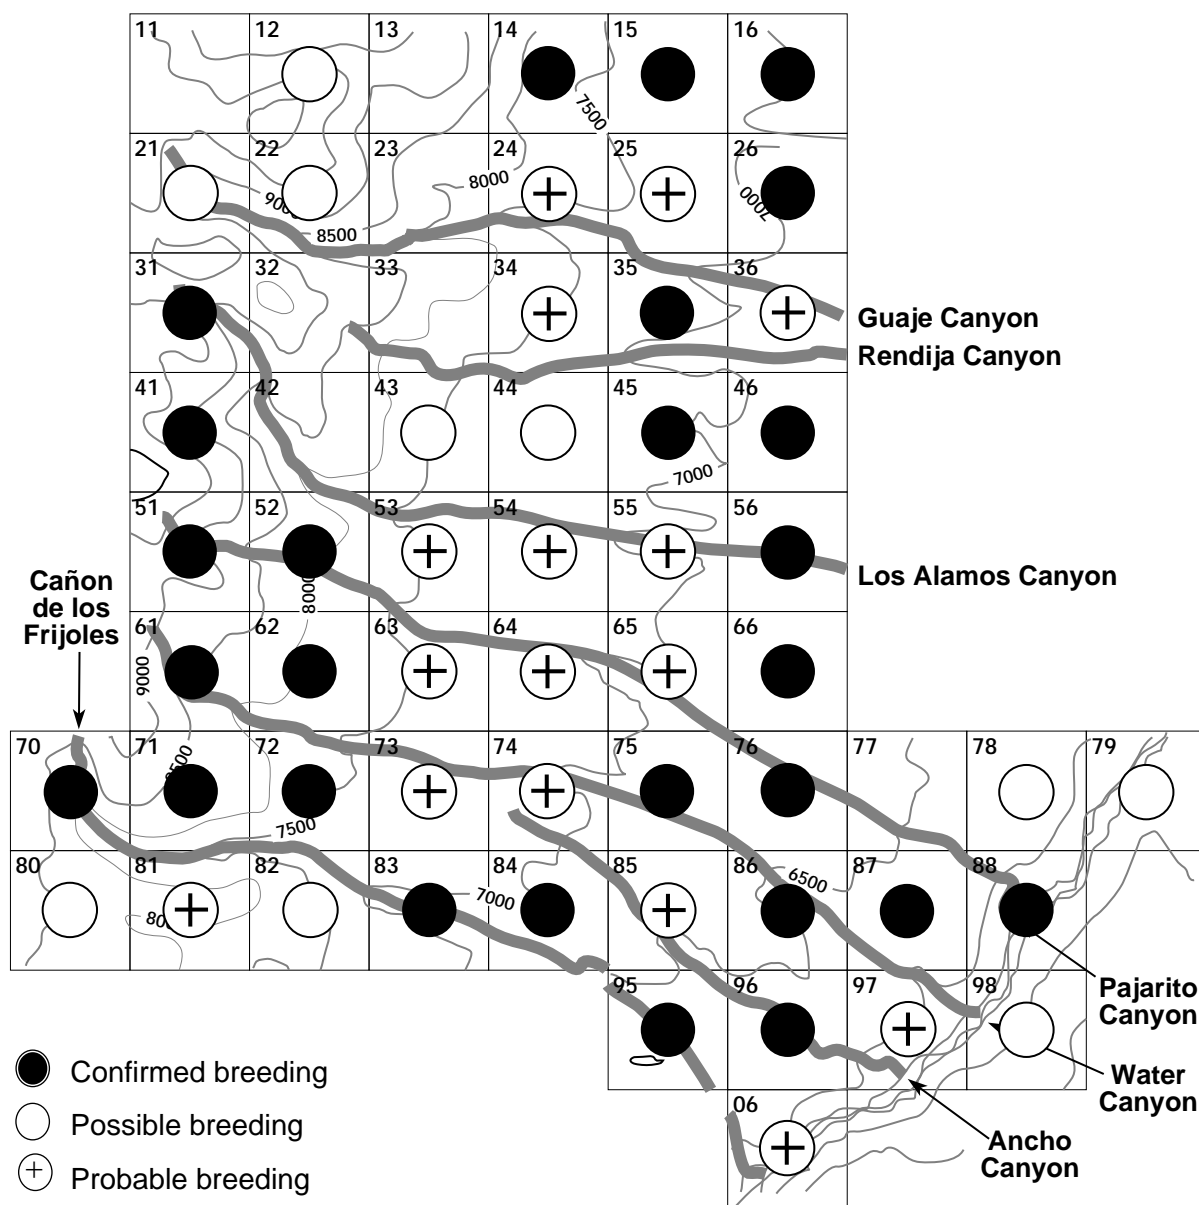 11 12 13 14 15 16
7500
21 22 23 24 25 26
8000
9000
7000
8500
31 32 33 34 35 36
Guaje Canyon
Rendija Canyon
41 42 43 44 45 46
7000
51 52 53 54 55 56
Los Alamos Canyon
Cañon
de los
Frijoles
8000
61 62 63 64 65 66
9000
70 71 72 73 74 75 76 77 78 79
8500
7500
80 81 82 83 84 85 86 87 88
6500
7000
95 96 97 98
Pajarito
Canyon
Water
Canyon
06
Ancho
Canyon
Confirmed breeding
Possible breeding
Probable breeding